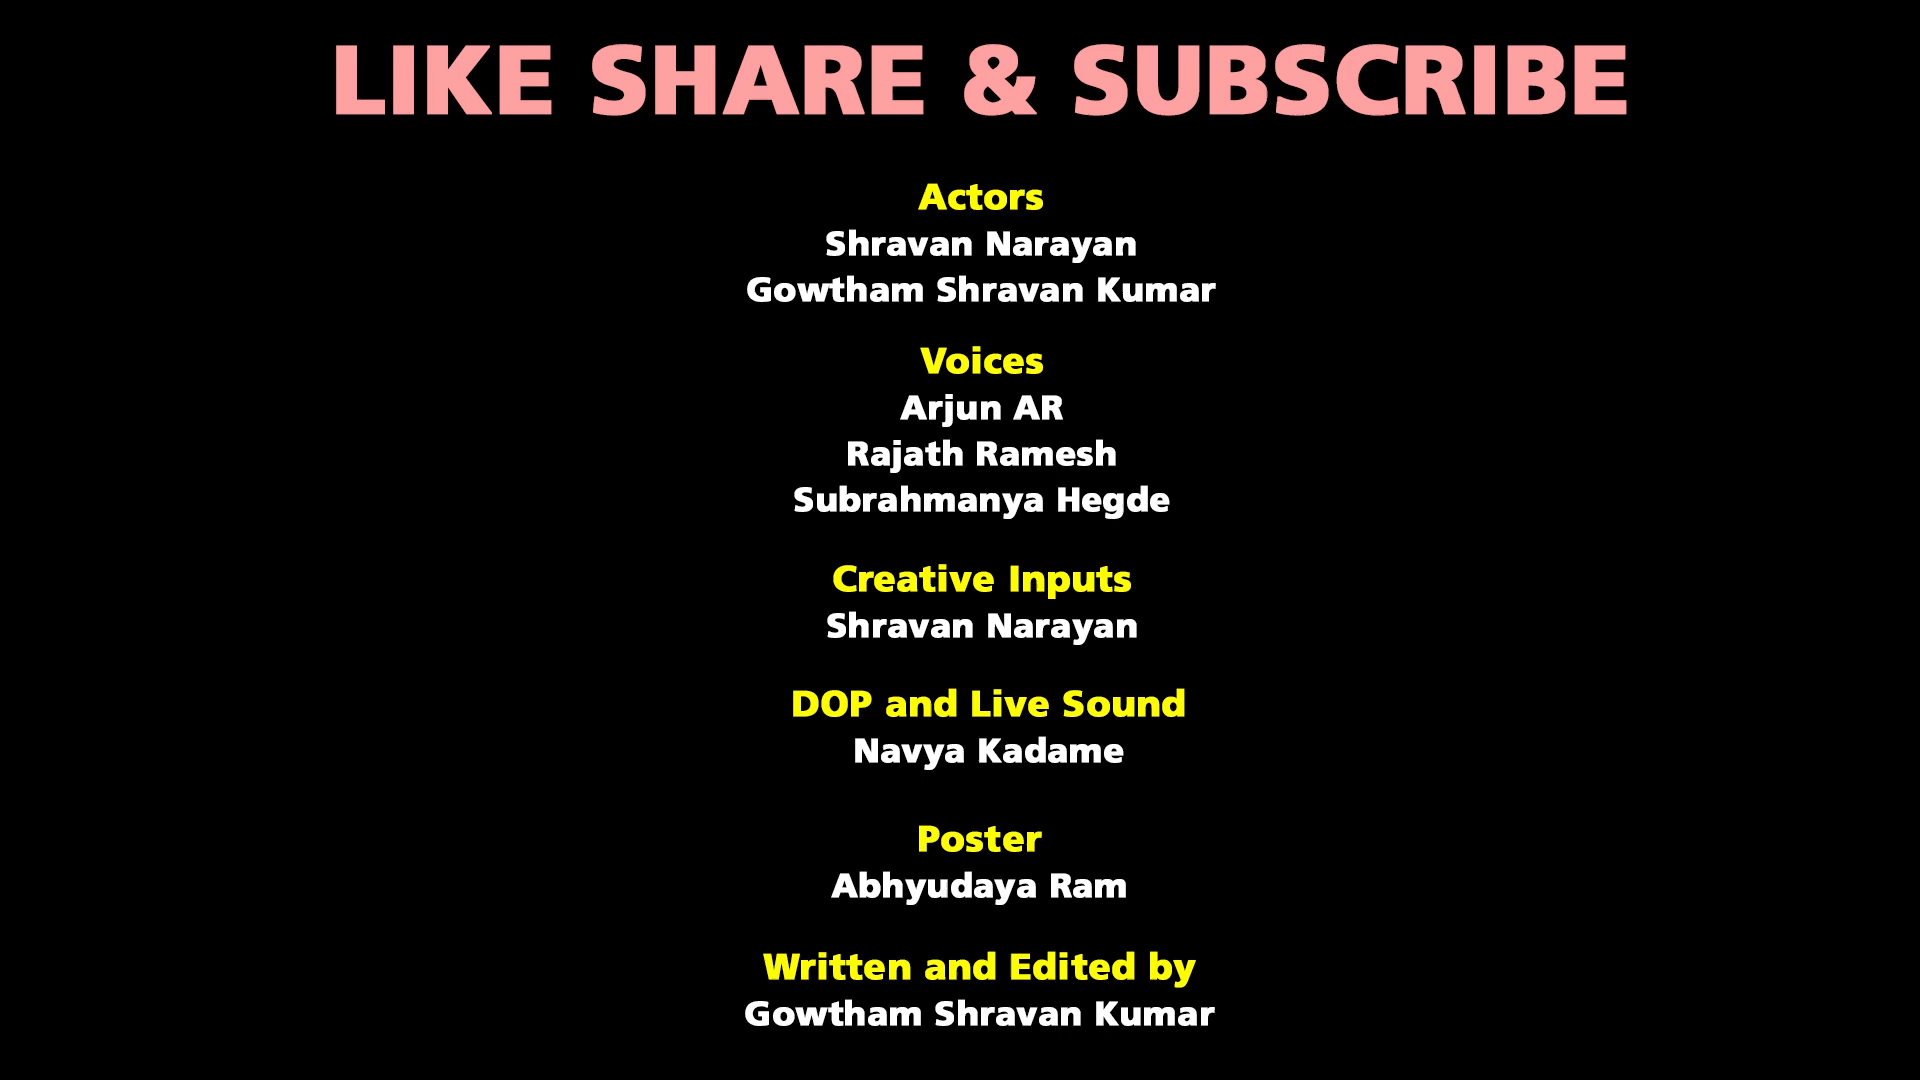 LIKE SHARE & SUBSCRIBE
Actors
Shravan Narayan
Gowtham Shravan Kumar
Voices
Arjun AR
Rajath Ramesh
Subrahmanya Hegde
Creative Inputs
Shravan Narayan
DOP and Live Sound
Navya Kadame
Poster
Abhyudaya Ram
Written and Edited by
Gowtham Shravan Kumar